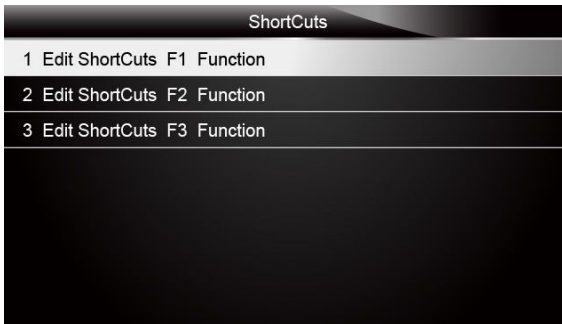 ShortCuts
1 Edit ShortCuts F1 Function
2 Edit ShortCuts F2 Function
3 Edit ShortCuts F3 Function